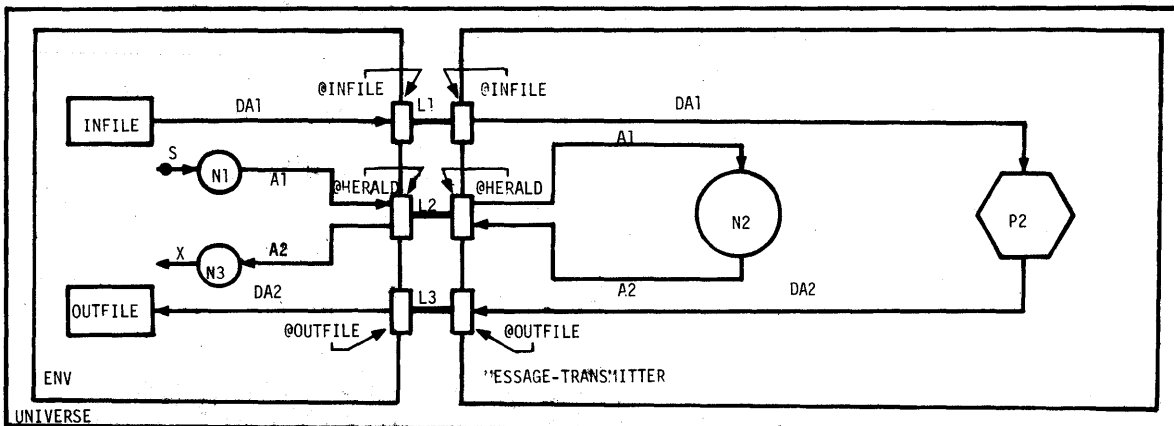 @INFILE @INFILE
DA1 L1 DA1
INFILE
S A1
N1 A1 @HERALD @HERALD
L2 N2 P2
X A2
N3
DA2 L3 A2 DA2
OUTFILE
@OUTFILE @OUTFILE
ENV MESSAGE-TRANSMITTER
UNIVERSE